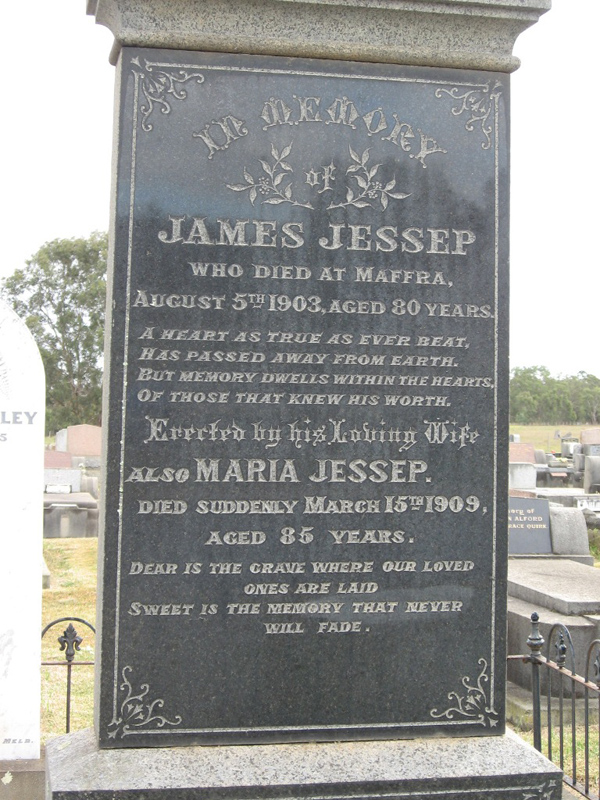 In Memory
of
JAMES JESSEP
WHO DIED AT MAFFRA,
AUGUST 5TH 1903, AGED 80 YEARS.
A HEART AS TRUE AS EVER BEAT,
HAS PASSED AWAY FROM EARTH.
BUT MEMORY DWELLS WITHIN THE HEARTS,
OF THOSE THAT KNEW HIS WORTH.
Erected by his Loving Wife
ALSO MARIA JESSEP.
DIED SUDDENLY MARCH 15TH 1909,
AGED 85 YEARS.
DEAR IS THE GRAVE WHERE OUR LOVED
ONES ARE LAID
SWEET IS THE MEMORY THAT NEVER
WILL FADE.
LEY
ALFORD